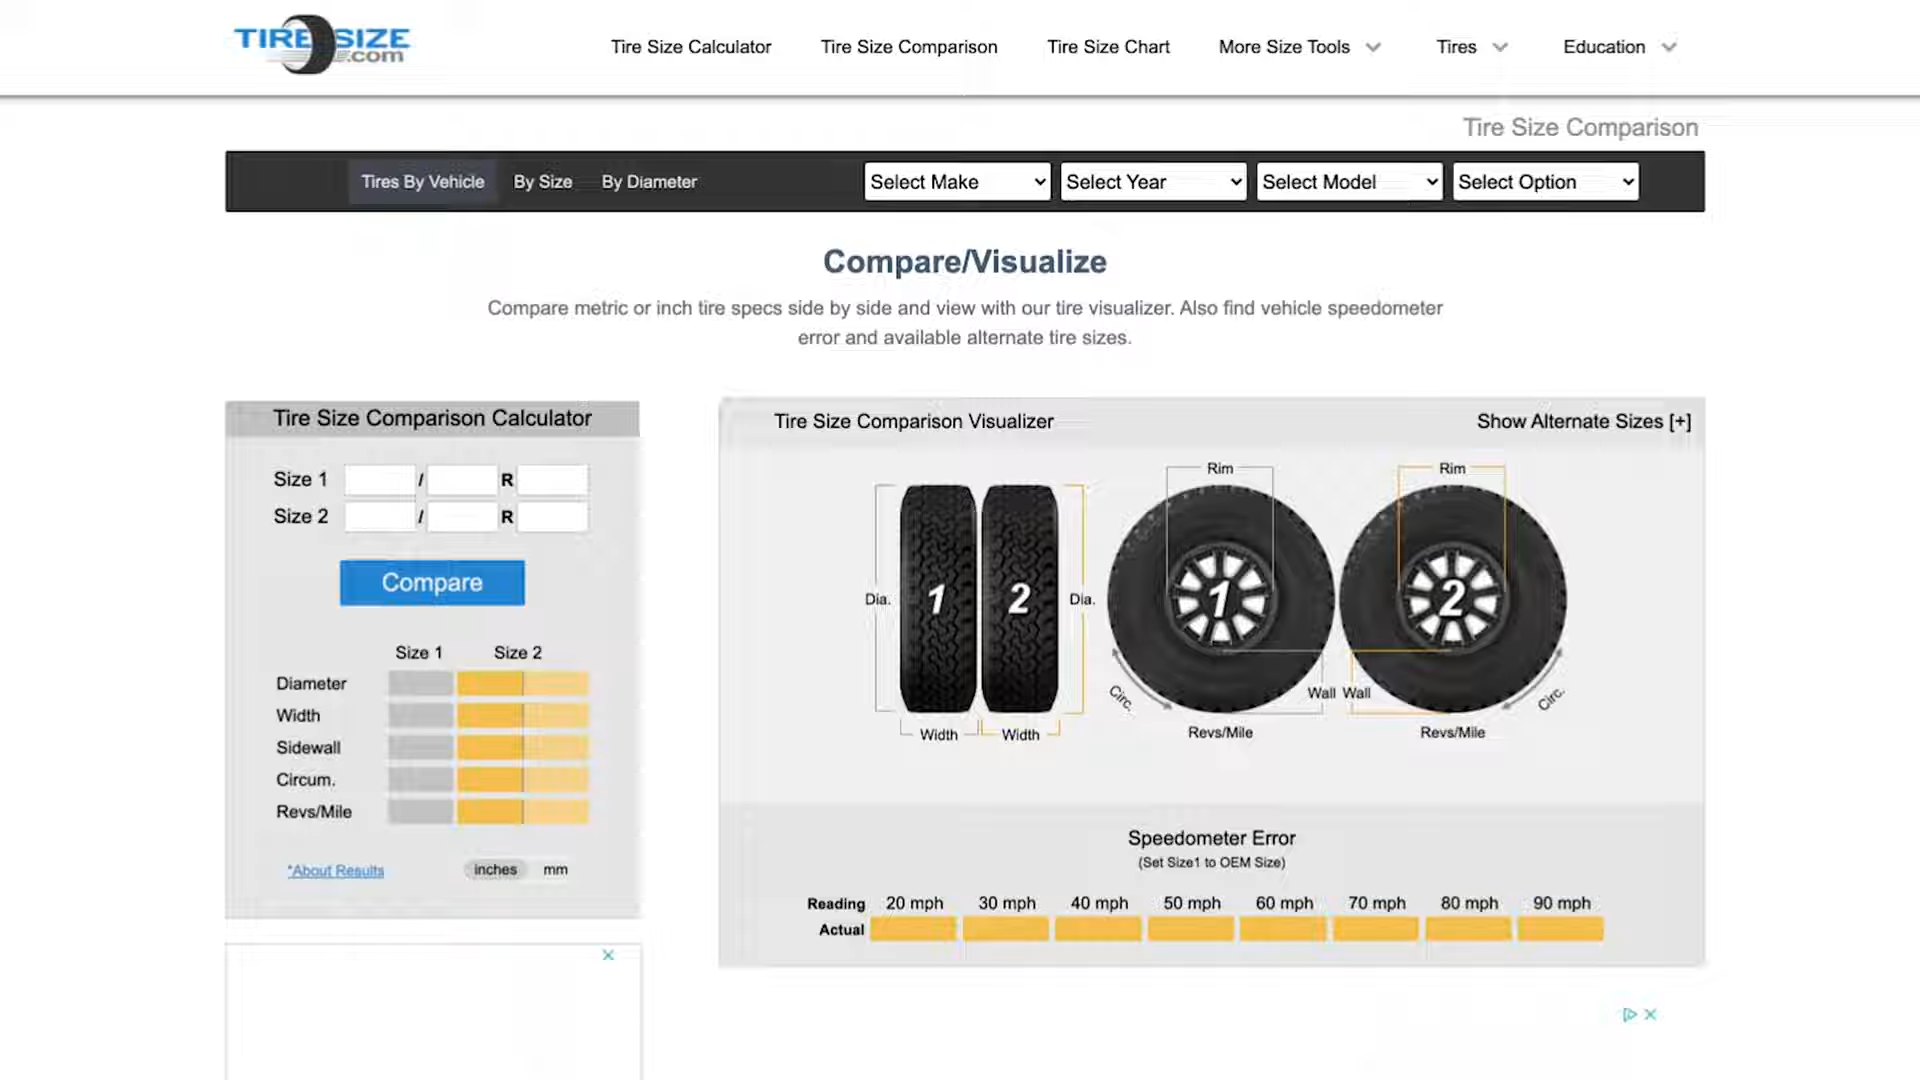 TIRE SIZE
.com
Tire Size Calculator
Tire Size Comparison
Tire Size Chart
More Size Tools
Tires
Education
Tire Size Comparison
Tires By Vehicle
By Size
By Diameter
Select Make
Select Year
Select Model
Select Option
Compare/Visualize
Compare metric or inch tire specs side by side and view with our tire visualizer. Also find vehicle speedometer
error and available alternate tire sizes.
Tire Size Comparison Calculator
Size 1 / R
Size 2 / R
Compare
Size 1 Size 2
Diameter
Width
Sidewall
Circum.
Revs/Mile
*About Results
inches mm
Tire Size Comparison Visualizer
Show Alternate Sizes [+]
Rim
Rim
Dia.
1
2
Dia.
1
2
Circ.
Wall
Wall
Circ.
Width
Width
Revs/Mile
Revs/Mile
Speedometer Error
(Set Size1 to OEM Size)
Reading 20 mph 30 mph 40 mph 50 mph 60 mph 70 mph 80 mph 90 mph
Actual